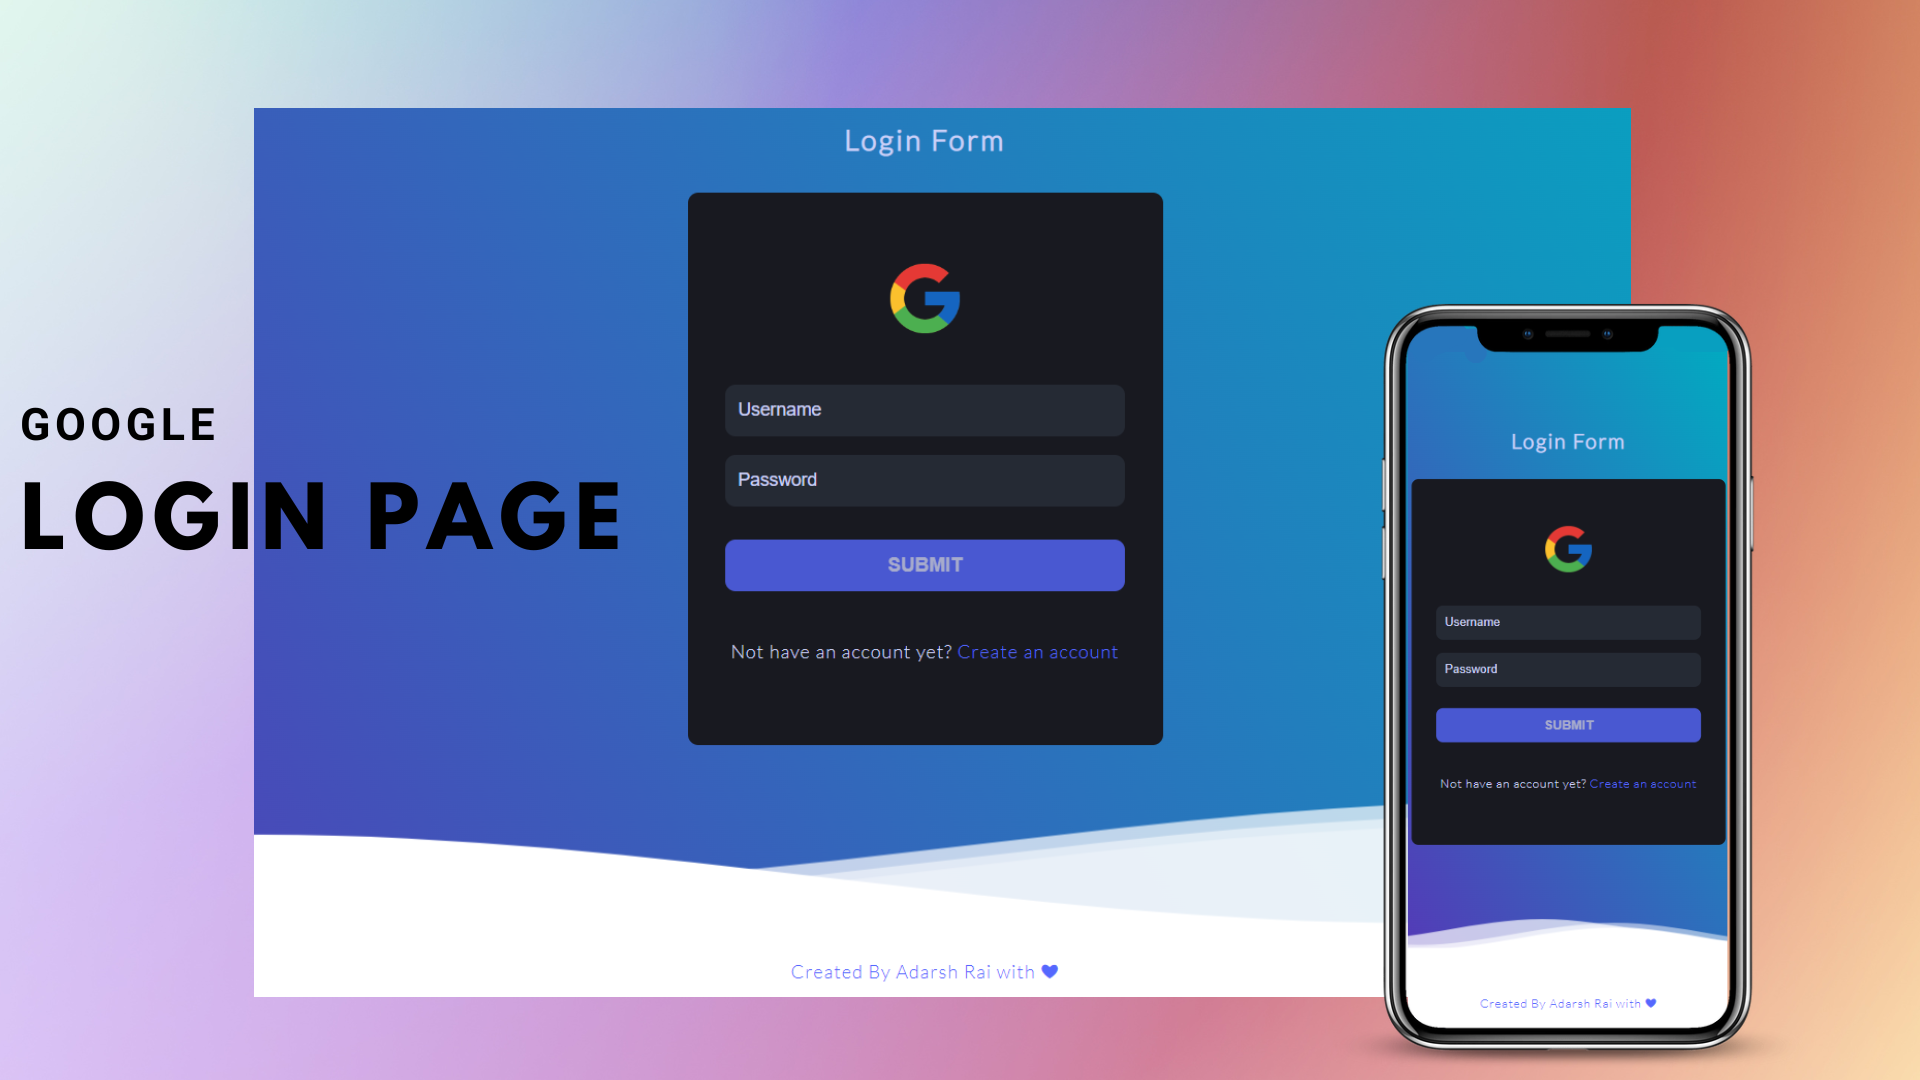 GOOGLE
LOGIN PAGE
Login Form
Username
Password
SUBMIT
Not have an account yet? Create an account
Created By Adarsh Rai with
Login Form
Username
Password
SUBMIT
Not have an account yet? Create an account
Created By Adarsh Rai with